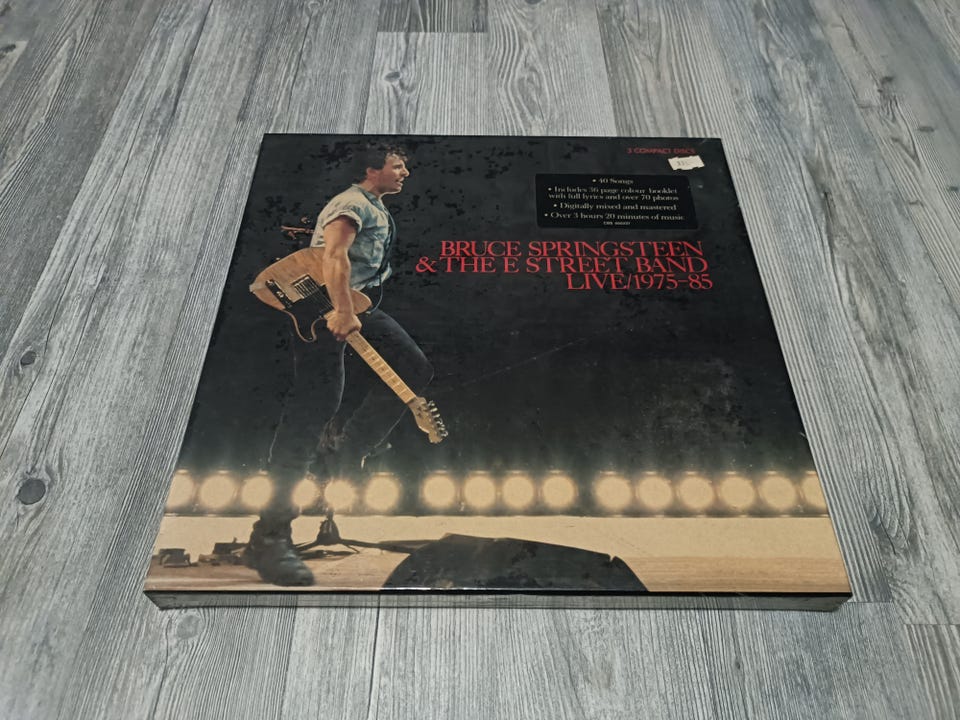 3 COMPACT DISCS
• 40 Songs
• Includes 36 page colour booklet
with full lyrics and over 70 photos
• Digitally mixed and mastered
• Over 3 hours 20 minutes of music
BRUCE SPRINGSTEEN
& THE E STREET BAND
LIVE/1975-85